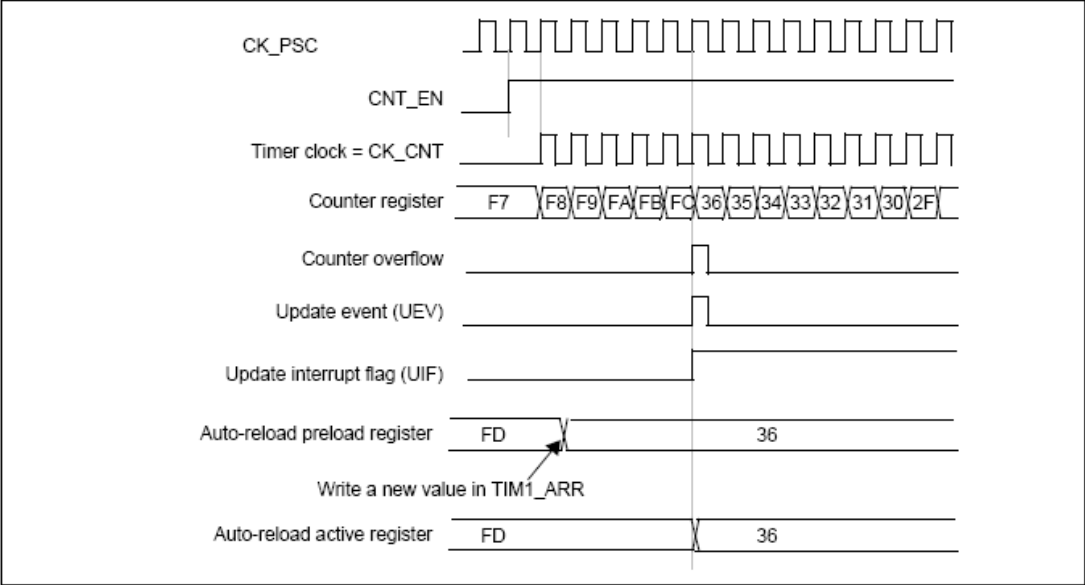 CK_PSC
CNT_EN
Timer clock = CK_CNT
Counter register F7 F8 F9 FA FB FC 36 35 34 33 32 31 30 2F
Counter overflow
Update event (UEV)
Update interrupt flag (UIF)
Auto-reload preload register FD 36
Write a new value in TIM1_ARR
Auto-reload active register FD 36